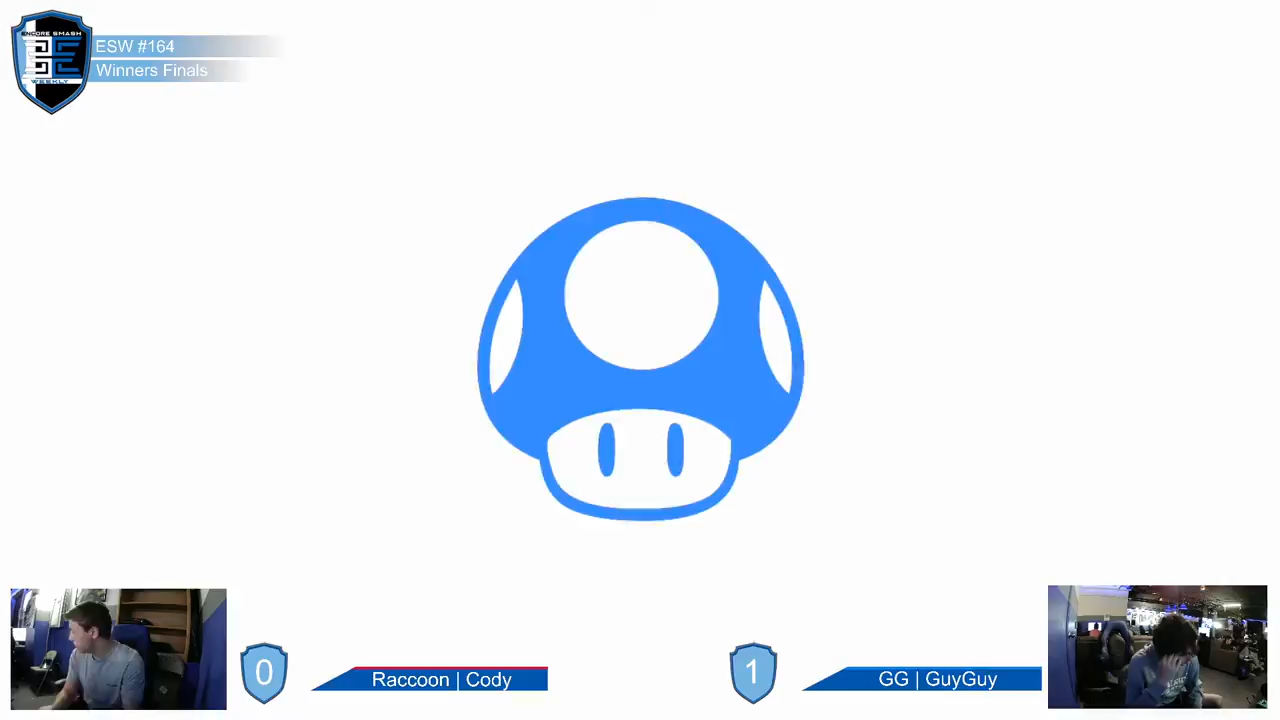 ENCORE SMASH
WEEKLY
ESW #164
Winners Finals
0
Raccoon | Cody
1
GG | GuyGuy